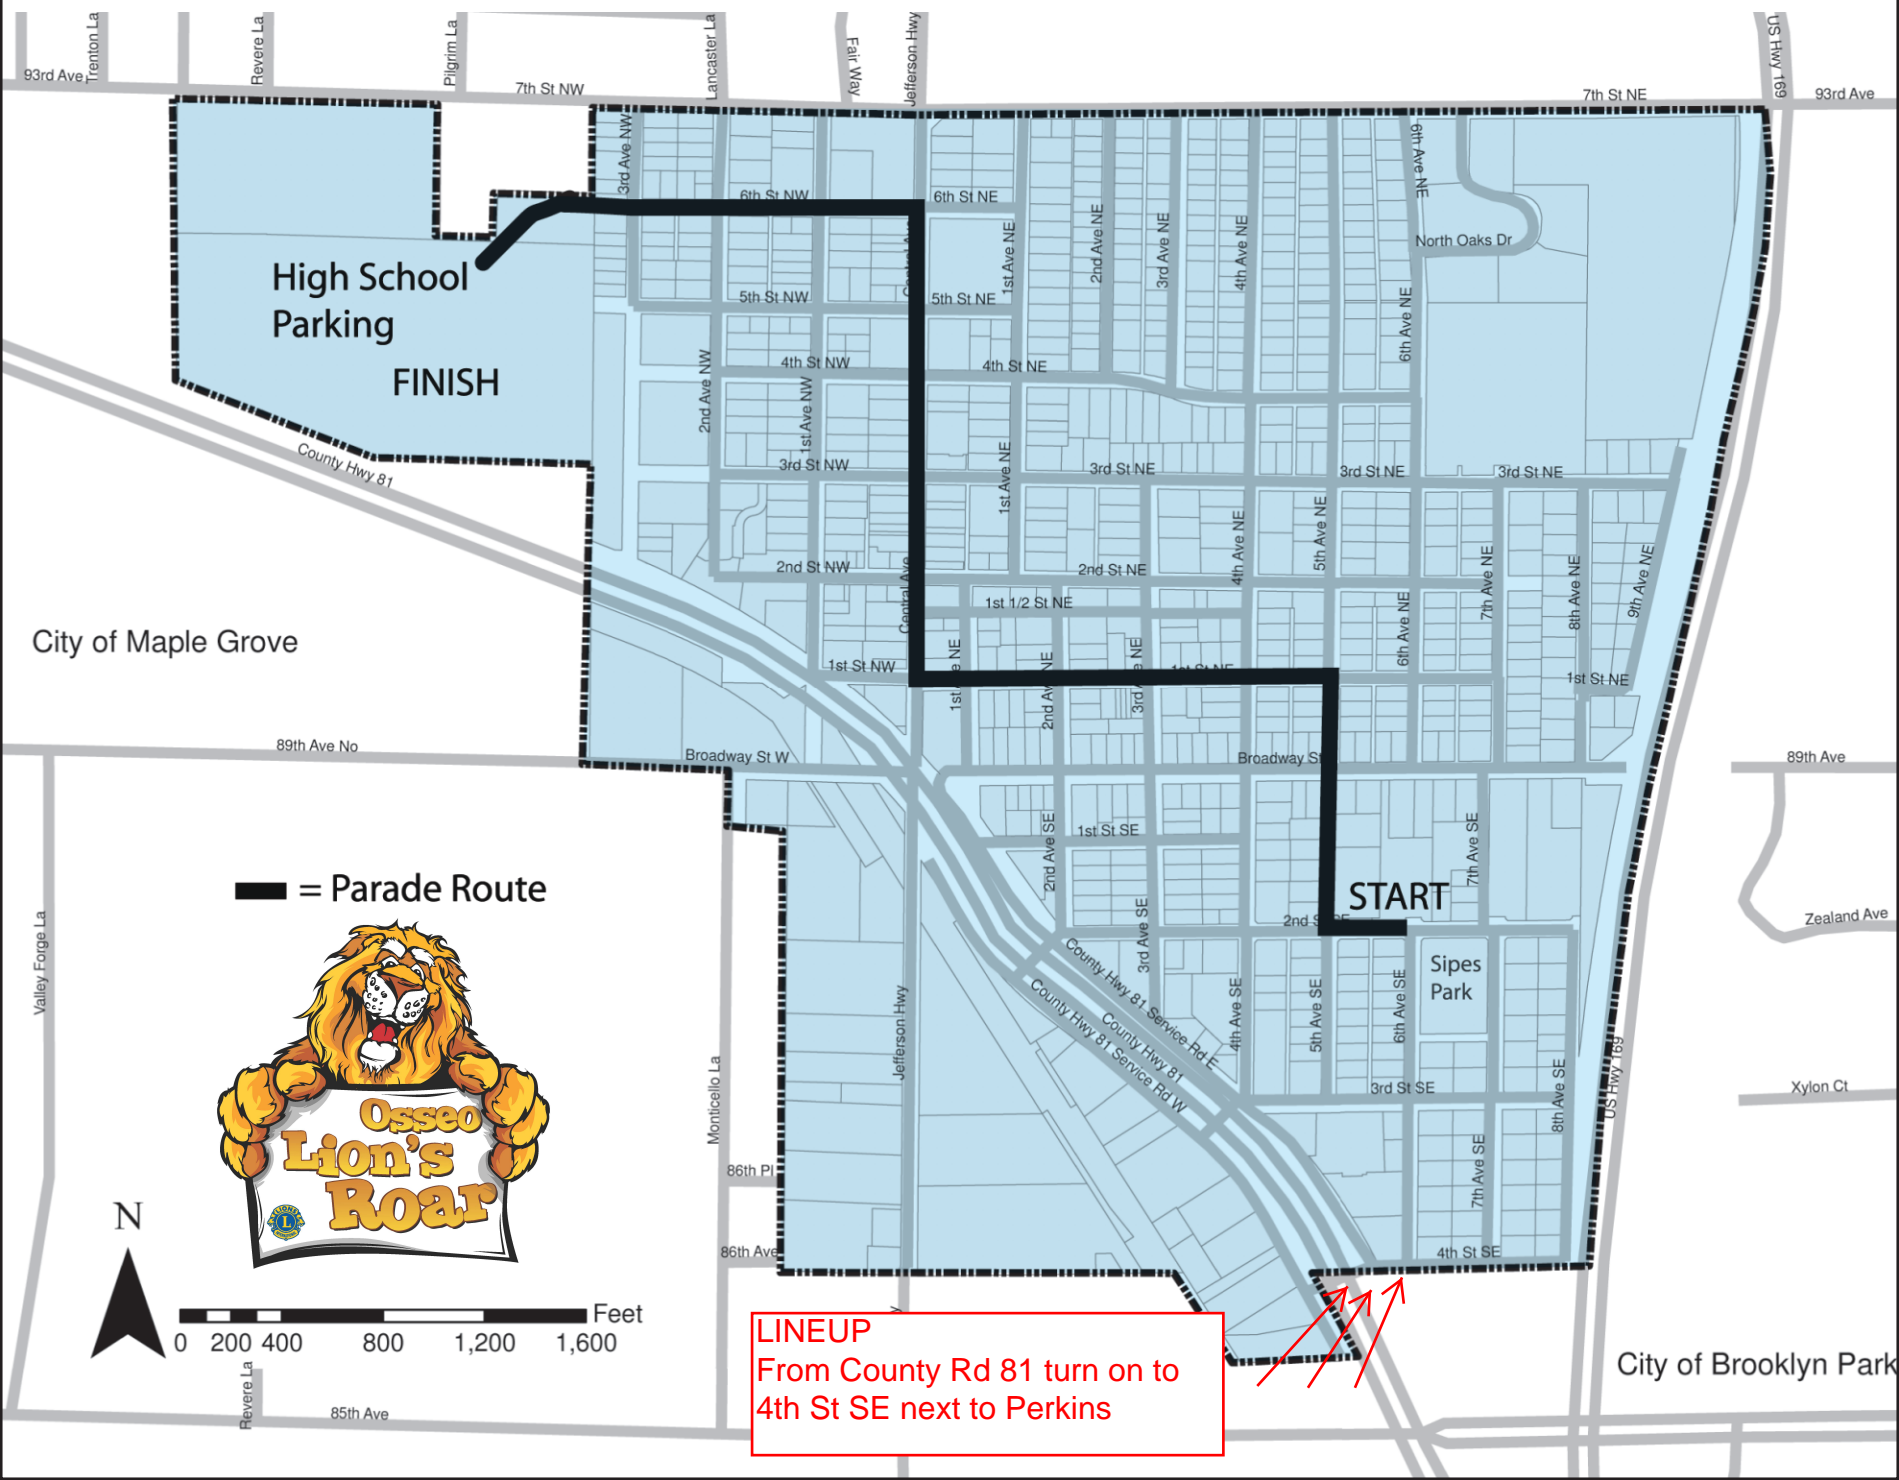 93rd Ave
Trenton La
Revere La
Pilgrim La
7th St NW
Lancaster La
Fair Way
Jefferson Hwy
7th St NE
US Hwy 169
93rd Ave
3rd Ave NW
6th St NW
6th St NE
6th Ave NE
North Oaks Dr
1st Ave NE
2nd Ave NE
3rd Ave NE
4th Ave NE
High School
Parking
FINISH
5th St NW
5th St NE
6th Ave NE
4th St NW
4th St NE
2nd Ave NW
1st Ave NW
County Hwy 81
3rd St NW
1st Ave NE
3rd St NE
3rd St NE
3rd St NE
4th Ave NE
5th Ave NE
7th Ave NE
8th Ave NE
9th Ave NE
2nd St NW
Central Ave
2nd St NE
1st 1/2 St NE
6th Ave NE
City of Maple Grove
1st St NW
2nd Ave NE
1st St NE
1st St NE
89th Ave No
Broadway St W
Broadway St
89th Ave
1st St SE
2nd Ave SE
7th Ave SE
= Parade Route
START
2nd St SE
Zealand Ave
Valley Forge La
3rd Ave SE
Sipes
Park
County Hwy 81 Service Rd E
County Hwy 81
County Hwy 81 Service Rd W
4th Ave SE
5th Ave SE
6th Ave SE
Jefferson Hwy
3rd St SE
8th Ave SE
US Hwy 169
Xylon Ct
Monticello La
Osseo
Lion's
Roar
LIONS
L
86th Pl
7th Ave SE
N
86th Ave
4th St SE
Feet
0 200 400 800 1,200 1,600
LINEUP
From County Rd 81 turn on to
4th St SE next to Perkins
City of Brooklyn Park
Revere La
85th Ave